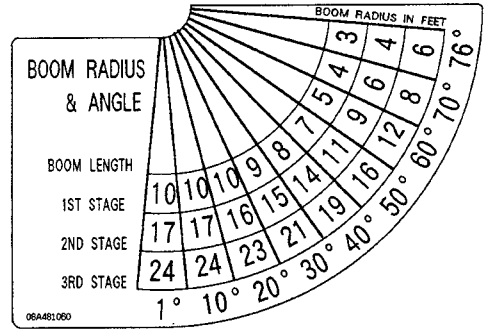 BOOM RADIUS IN FEET
BOOM RADIUS
& ANGLE
BOOM LENGTH
1ST STAGE 10 10 10 9 8 7 5 4 3
2ND STAGE 17 17 16 15 14 11 9 6 4
3RD STAGE 24 24 23 21 19 16 12 8 6
1° 10° 20° 30° 40° 50° 60° 70° 76°
06A481060